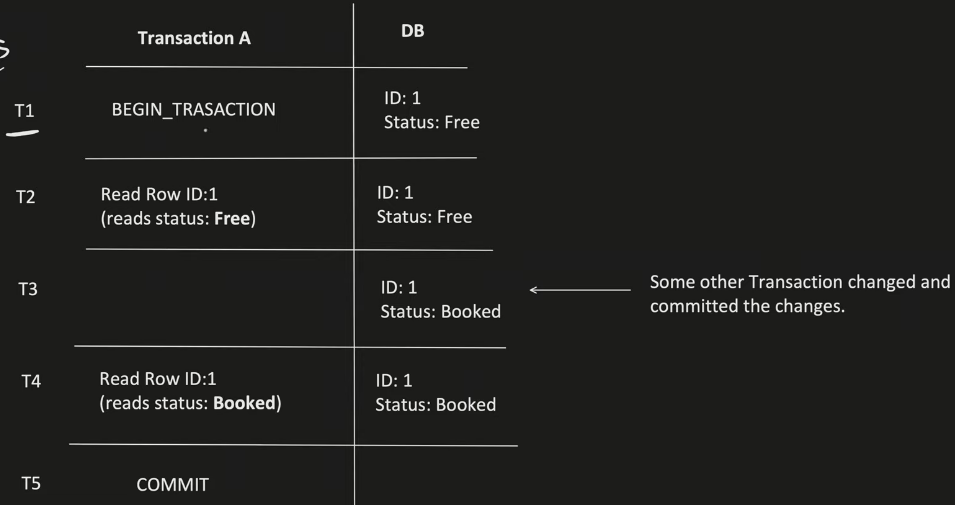 Transaction A
DB
T1
BEGIN_TRASACTION
ID: 1
Status: Free
T2
Read Row ID:1
(reads status: Free)
ID: 1
Status: Free
T3
ID: 1
Status: Booked
Some other Transaction changed and
committed the changes.
T4
Read Row ID:1
(reads status: Booked)
ID: 1
Status: Booked
T5
COMMIT